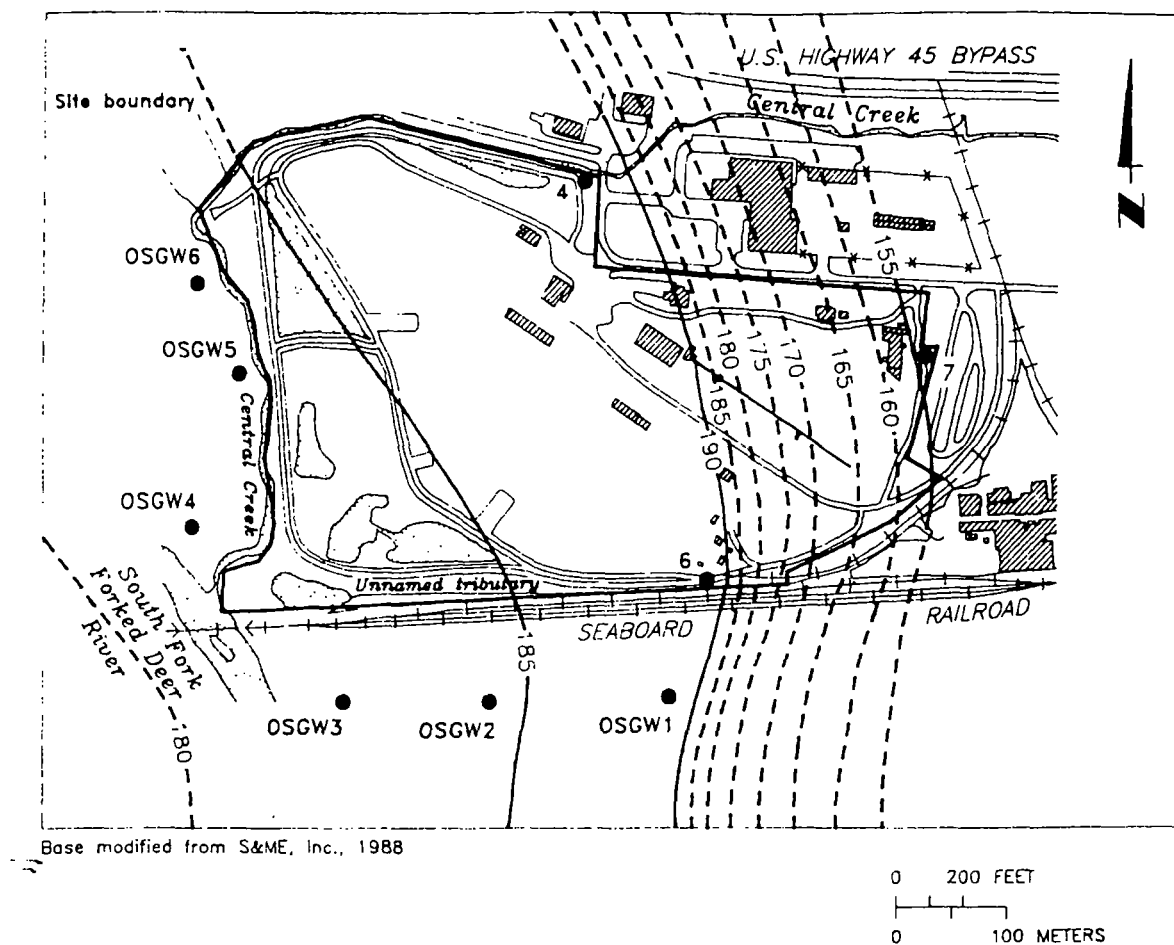 U.S. HIGHWAY 45 BYPASS
Site boundary
Central Creek
N
4
OSGW6
155
OSGW5
7
180
175
170
165
160
185
190
Central Creek
OSGW4
6
Unnamed tributary
South Fork
Forked Deer
River
SEABOARD
RAILROAD
185
180
OSGW3
OSGW2
OSGW1
Base modified from S&ME, Inc., 1988
0 200 FEET
0 100 METERS